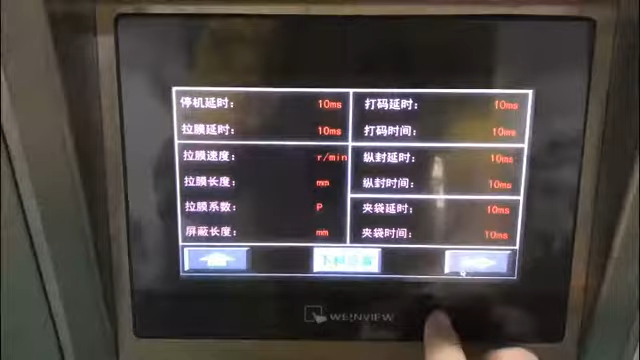 停机延时： 10ms 打码延时： 10ms
拉膜延时： 10ms 打码时间： 10ms
拉膜速度： r/min 纵封延时： 10ms
拉膜长度： mm 纵封时间： 10ms
拉膜系数： P 夹袋延时： 10ms
屏蔽长度： mm 夹袋时间： 10ms
WEINVIEW